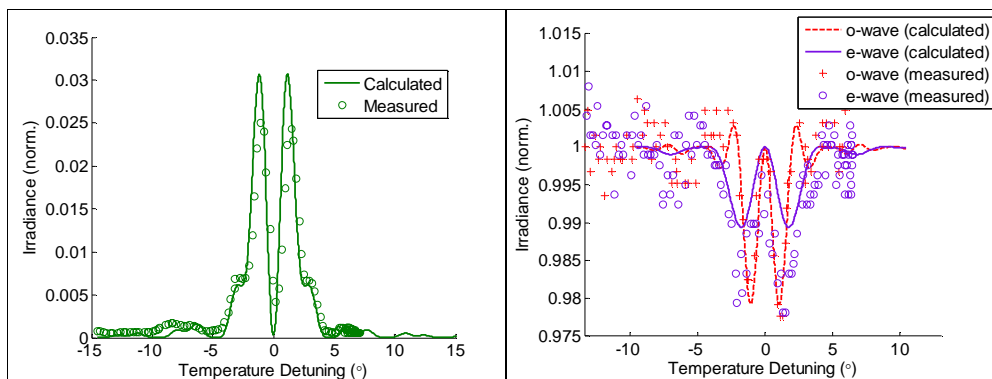 0.035
0.03
0.025
0.02
0.015
0.01
0.005
0
-15
-10
-5
0
5
10
15
Irradiance (norm.)
Temperature Detuning (°)
Calculated
Measured
1.015
1.01
1.005
1
0.995
0.99
0.985
0.98
0.975
-10
-5
0
5
10
Irradiance (norm.)
Temperature Detuning (°)
o-wave (calculated)
e-wave (calculated)
o-wave (measured)
e-wave (measured)